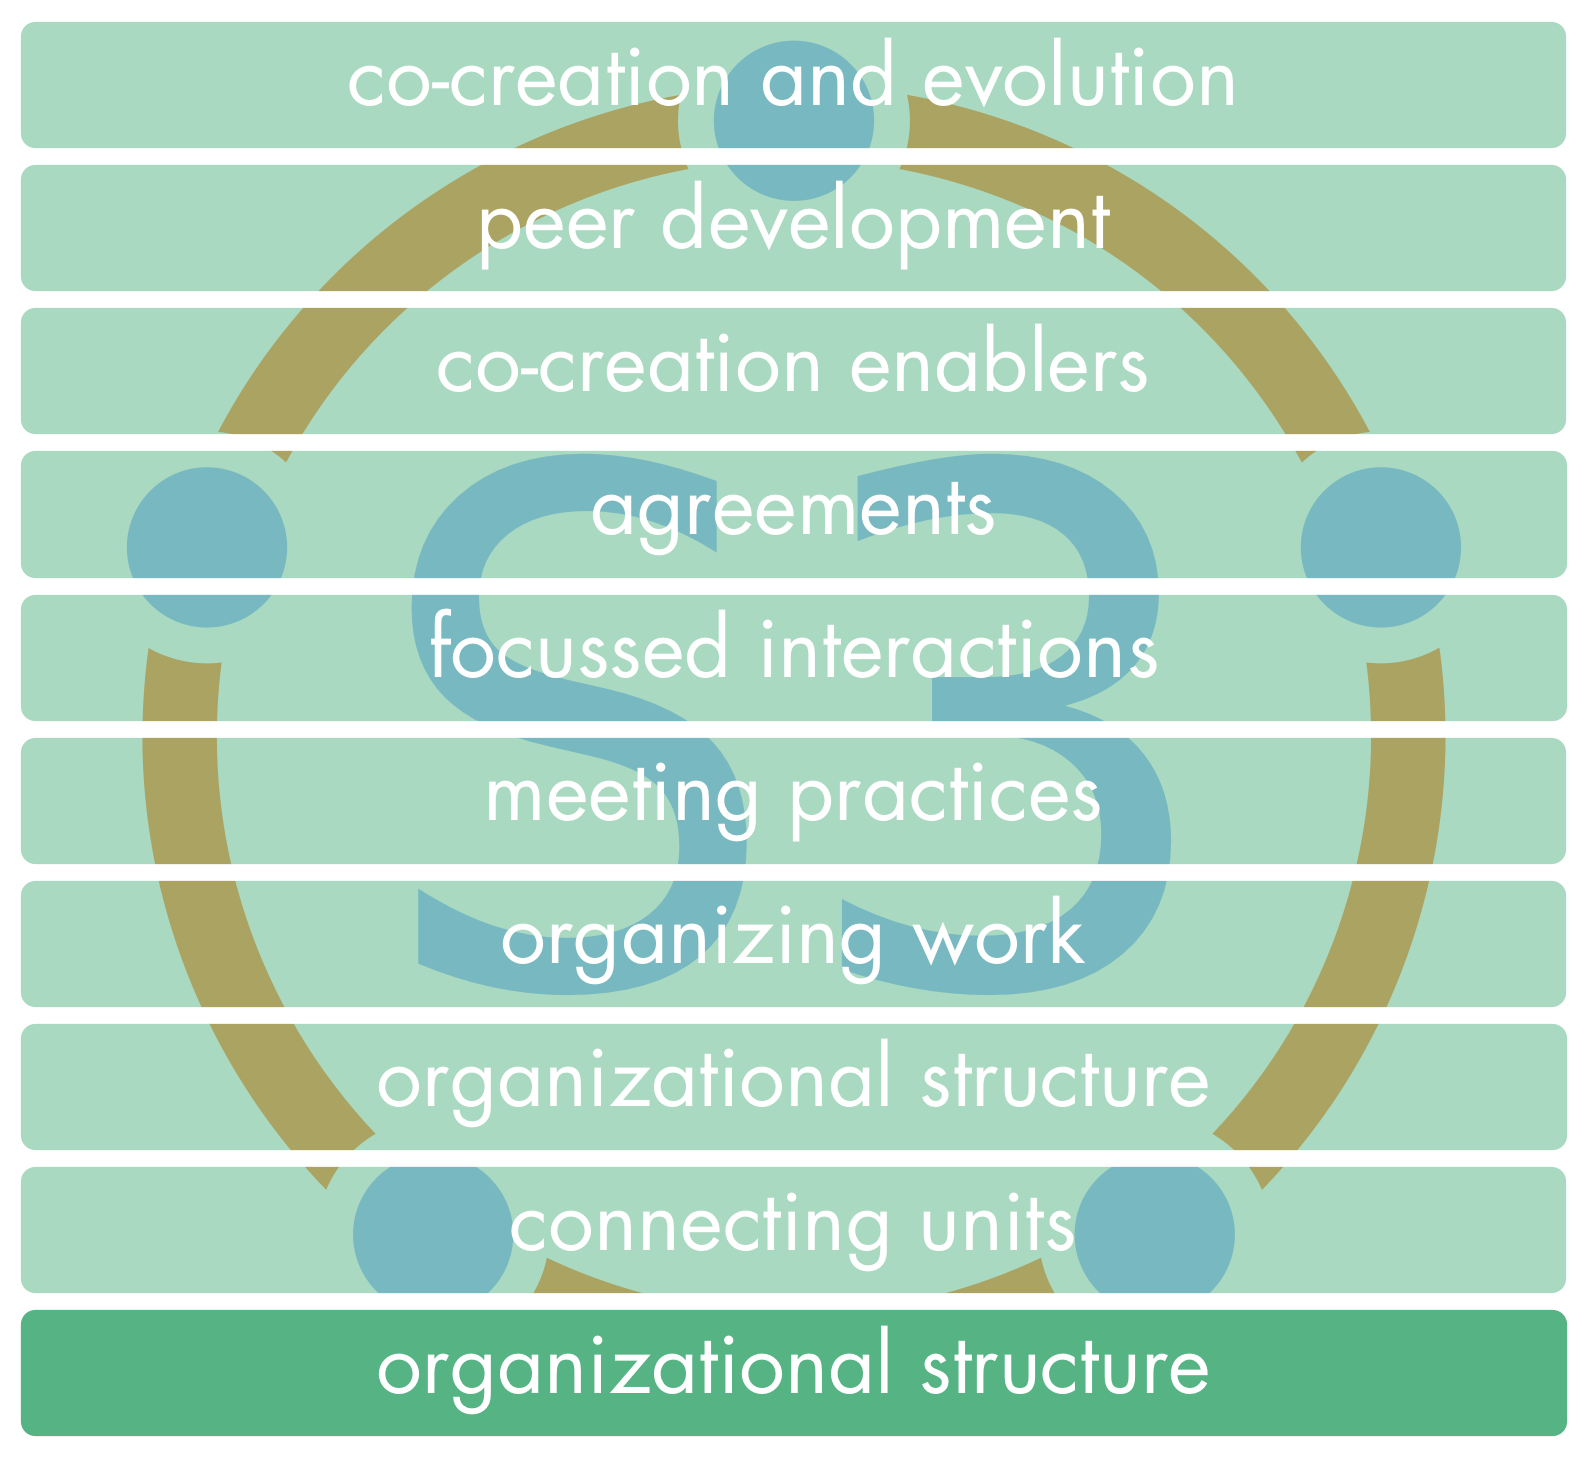 co-creation and evolution
peer development
co-creation enablers
agreements
S3
focussed interactions
meeting practices
organizing work
organizational structure
connecting units
organizational structure